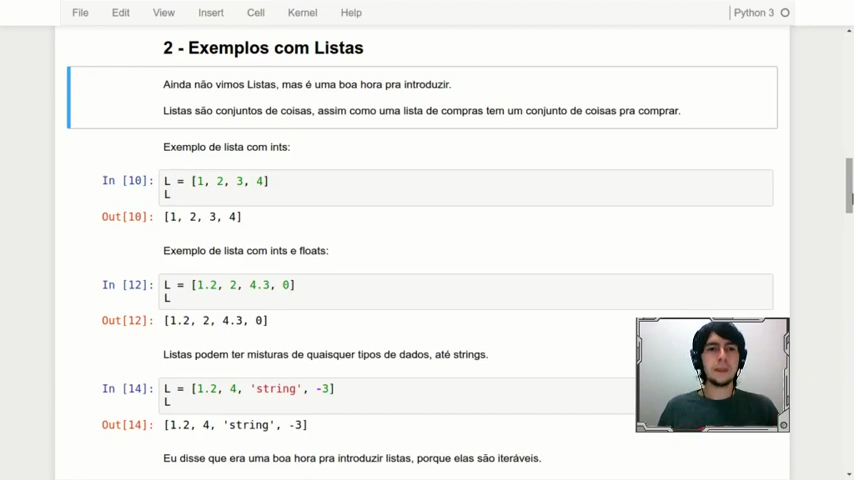 File Edit View Insert Cell Kernel Help Python 3
2 - Exemplos com Listas
Ainda não vimos Listas, mas é uma boa hora pra introduzir.
Listas são conjuntos de coisas, assim como uma lista de compras tem um conjunto de coisas pra comprar.
Exemplo de lista com ints:
In [10]: L = [1, 2, 3, 4]
L
Out[10]: [1, 2, 3, 4]
Exemplo de lista com ints e floats:
In [12]: L = [1.2, 2, 4.3, 0]
L
Out[12]: [1.2, 2, 4.3, 0]
Listas podem ter misturas de quaisquer tipos de dados, até strings.
In [14]: L = [1.2, 4, 'string', -3]
L
Out[14]: [1.2, 4, 'string', -3]
Eu disse que era uma boa hora pra introduzir listas, porque elas são iteráveis.